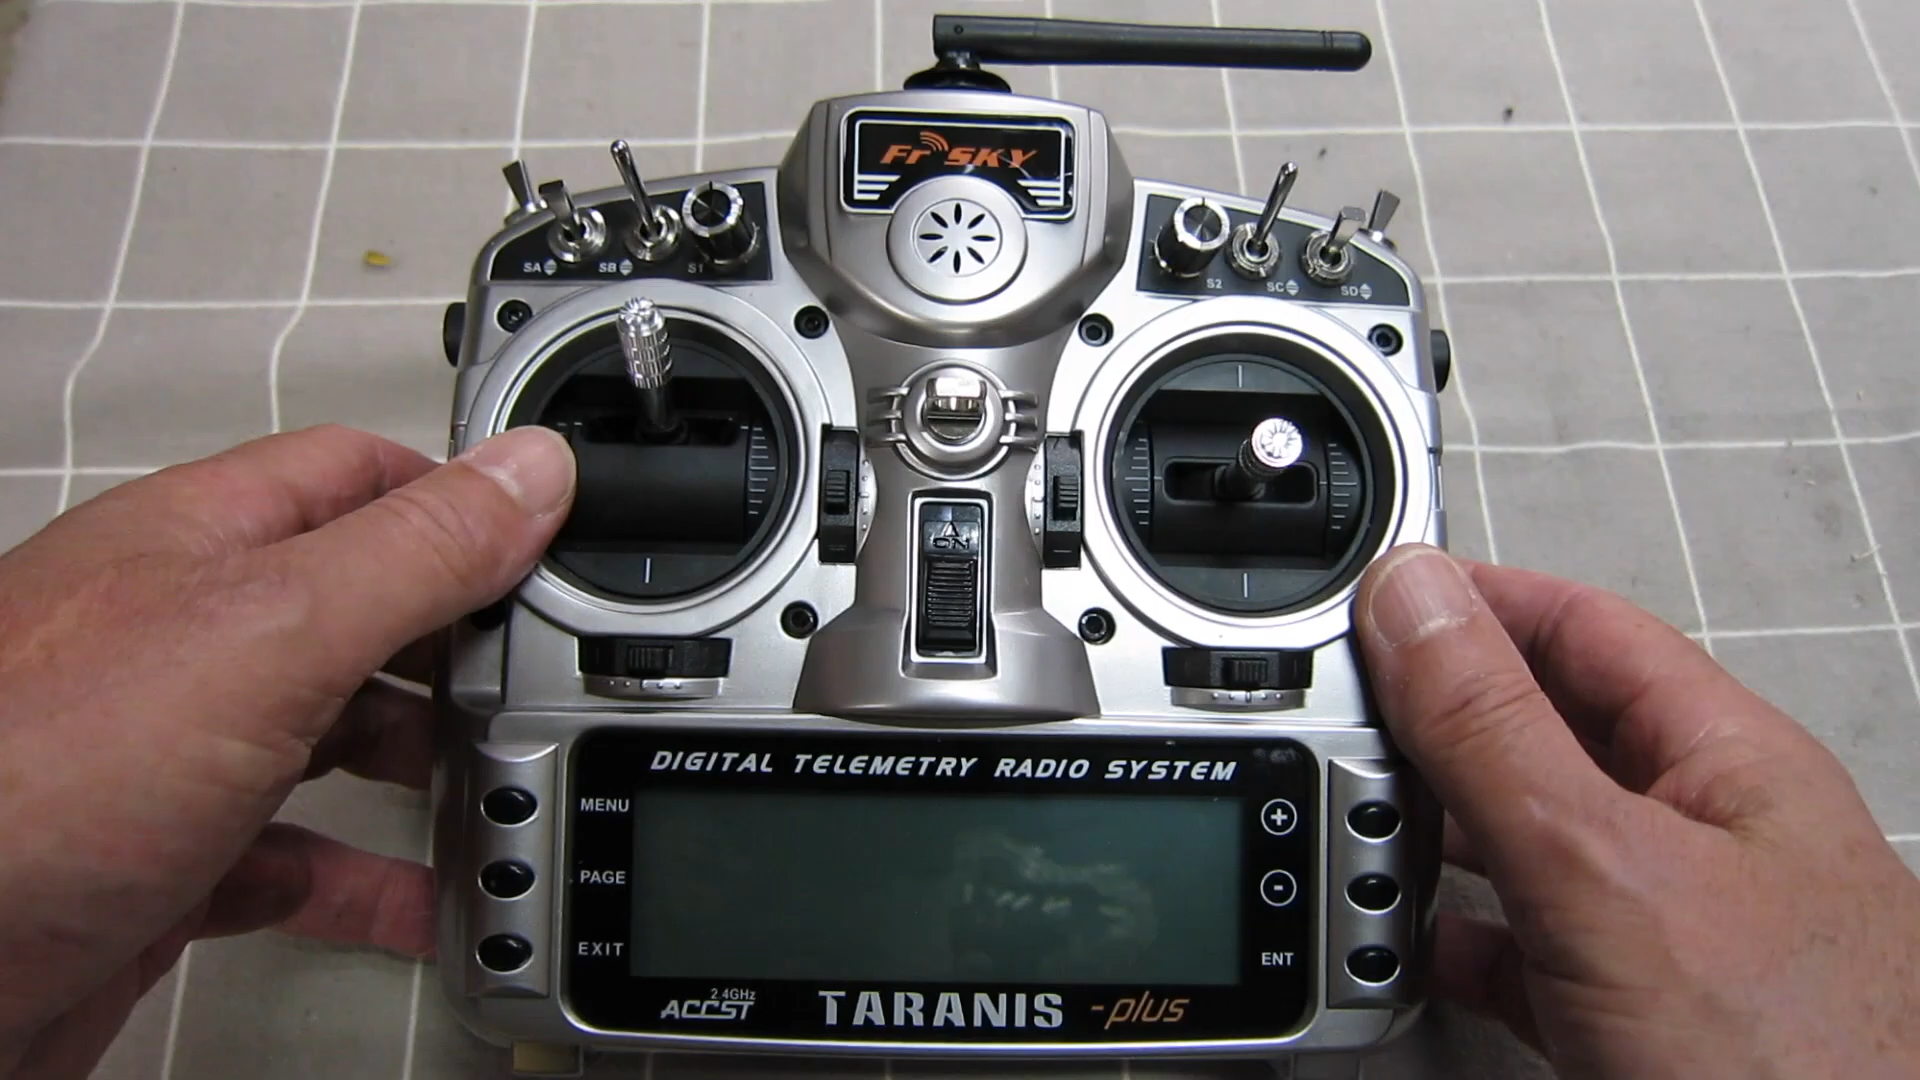 FrSKY
SA
SB
S1
S2
SC
SD
ON
DIGITAL TELEMETRY RADIO SYSTEM
MENU
+
PAGE
-
EXIT
ENT
2.4GHz
ACCST
TARANIS -plus